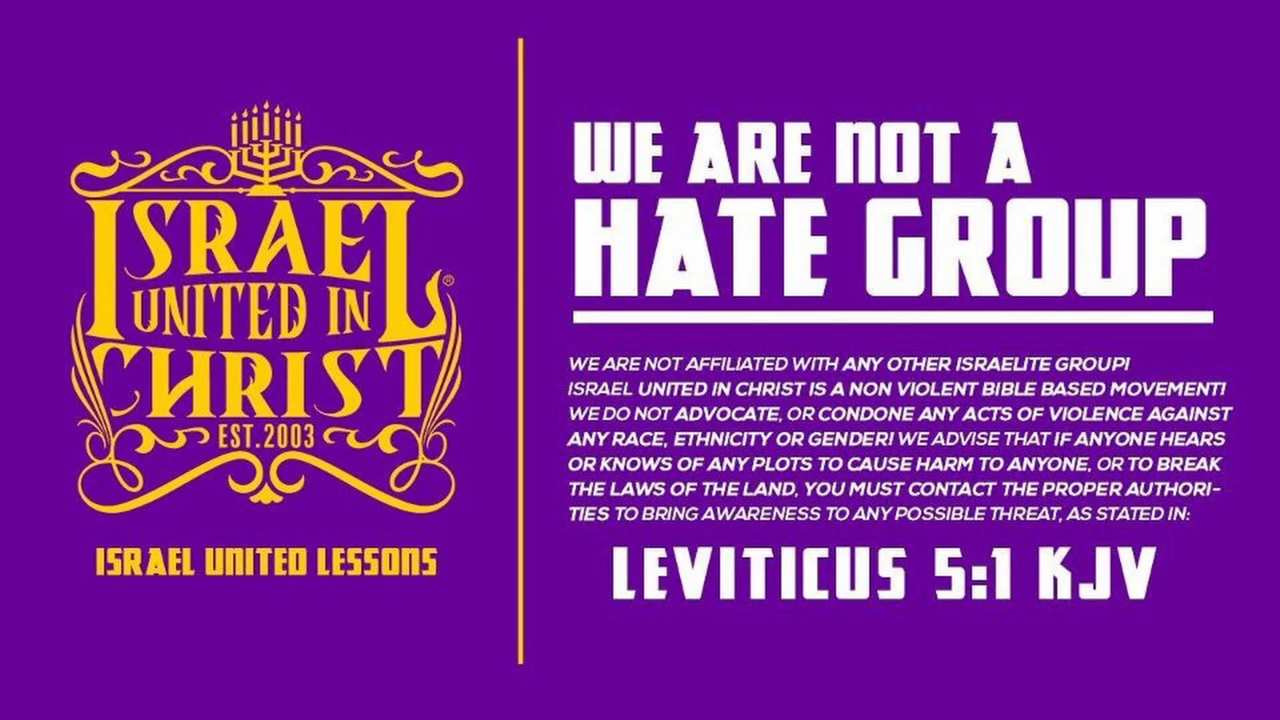 ISRAEL
UNITED IN
CHRIST
EST.2003
®
ISRAEL UNITED LESSONS
WE ARE NOT A
HATE GROUP
WE ARE NOT AFFILIATED WITH ANY OTHER ISRAELITE GROUP!
ISRAEL UNITED IN CHRIST IS A NON VIOLENT BIBLE BASED MOVEMENT!
WE DO NOT ADVOCATE, OR CONDONE ANY ACTS OF VIOLENCE AGAINST
ANY RACE, ETHNICITY OR GENDER! WE ADVISE THAT IF ANYONE HEARS
OR KNOWS OF ANY PLOTS TO CAUSE HARM TO ANYONE, OR TO BREAK
THE LAWS OF THE LAND, YOU MUST CONTACT THE PROPER AUTHORI-
TIES TO BRING AWARENESS TO ANY POSSIBLE THREAT, AS STATED IN:
LEVITICUS 5:1 KJV